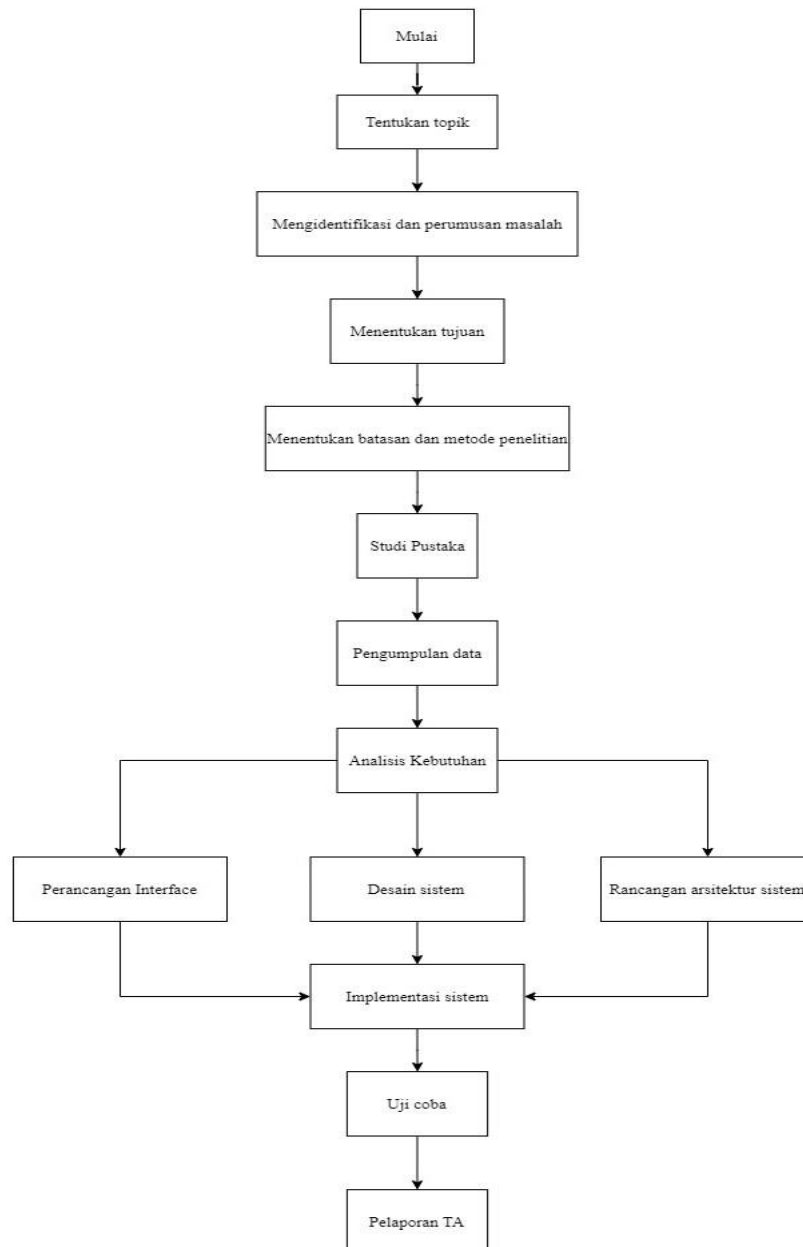 Mulai
Tentukan topik
Mengidentifikasi dan perumusan masalah
Menentukan tujuan
Menentukan batasan dan metode penelitian
Studi Pustaka
Pengumpulan data
Analisis Kebutuhan
Perancangan Interface
Desain sistem
Rancangan arsitektur sistem
Implementasi sistem
Uji coba
Pelaporan TA